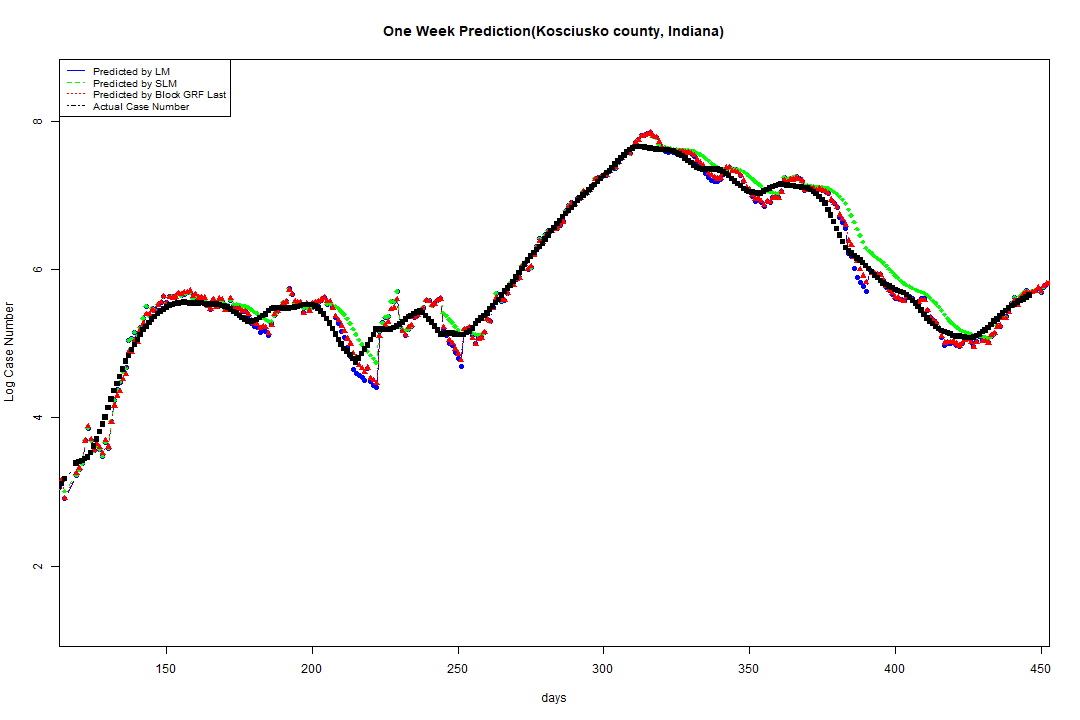 One Week Prediction(Kosciusko county, Indiana)
Predicted by LM
Predicted by SLM
Predicted by Block GRF Last
Actual Case Number
8
6
4
2
Log Case Number
150 200 250 300 350 400 450
days